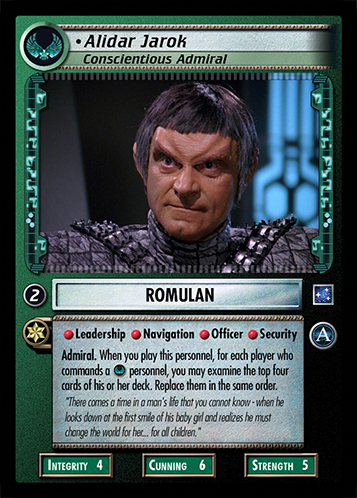 • Alidar Jarok
Conscientious Admiral
2
ROMULAN
Leadership Navigation Officer Security
A
Admiral. When you play this personnel, for each player who
commands a personnel, you may examine the top four
cards of his or her deck. Replace them in the same order.
"There comes a time in a man's life that you cannot know - when he
looks down at the first smile of his baby girl and realizes he must
change the world for her... for all children."
INTEGRITY 4 CUNNING 6 STRENGTH 5